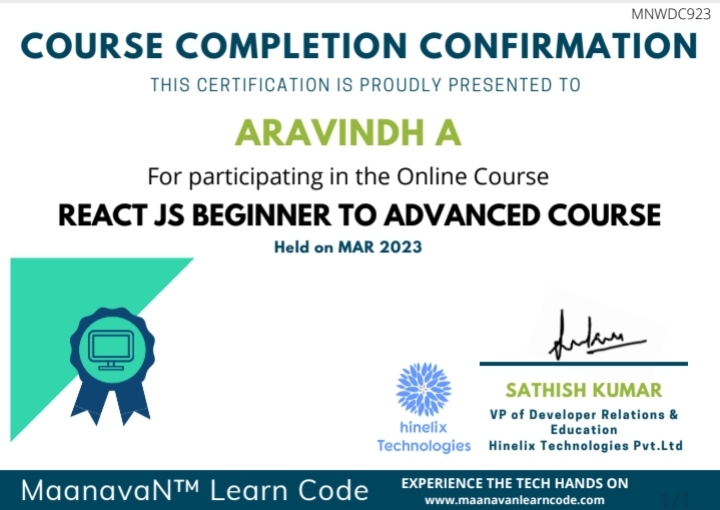 MNWDC923
COURSE COMPLETION CONFIRMATION
THIS CERTIFICATION IS PROUDLY PRESENTED TO
ARAVINDH A
For participating in the Online Course
REACT JS BEGINNER TO ADVANCED COURSE
Held on MAR 2023
hinelix
Technologies
SATHISH KUMAR
VP of Developer Relations &
Education
Hinelix Technologies Pvt.Ltd
MaanavaN™ Learn Code
EXPERIENCE THE TECH HANDS ON
www.maanavanlearncode.com
1/1